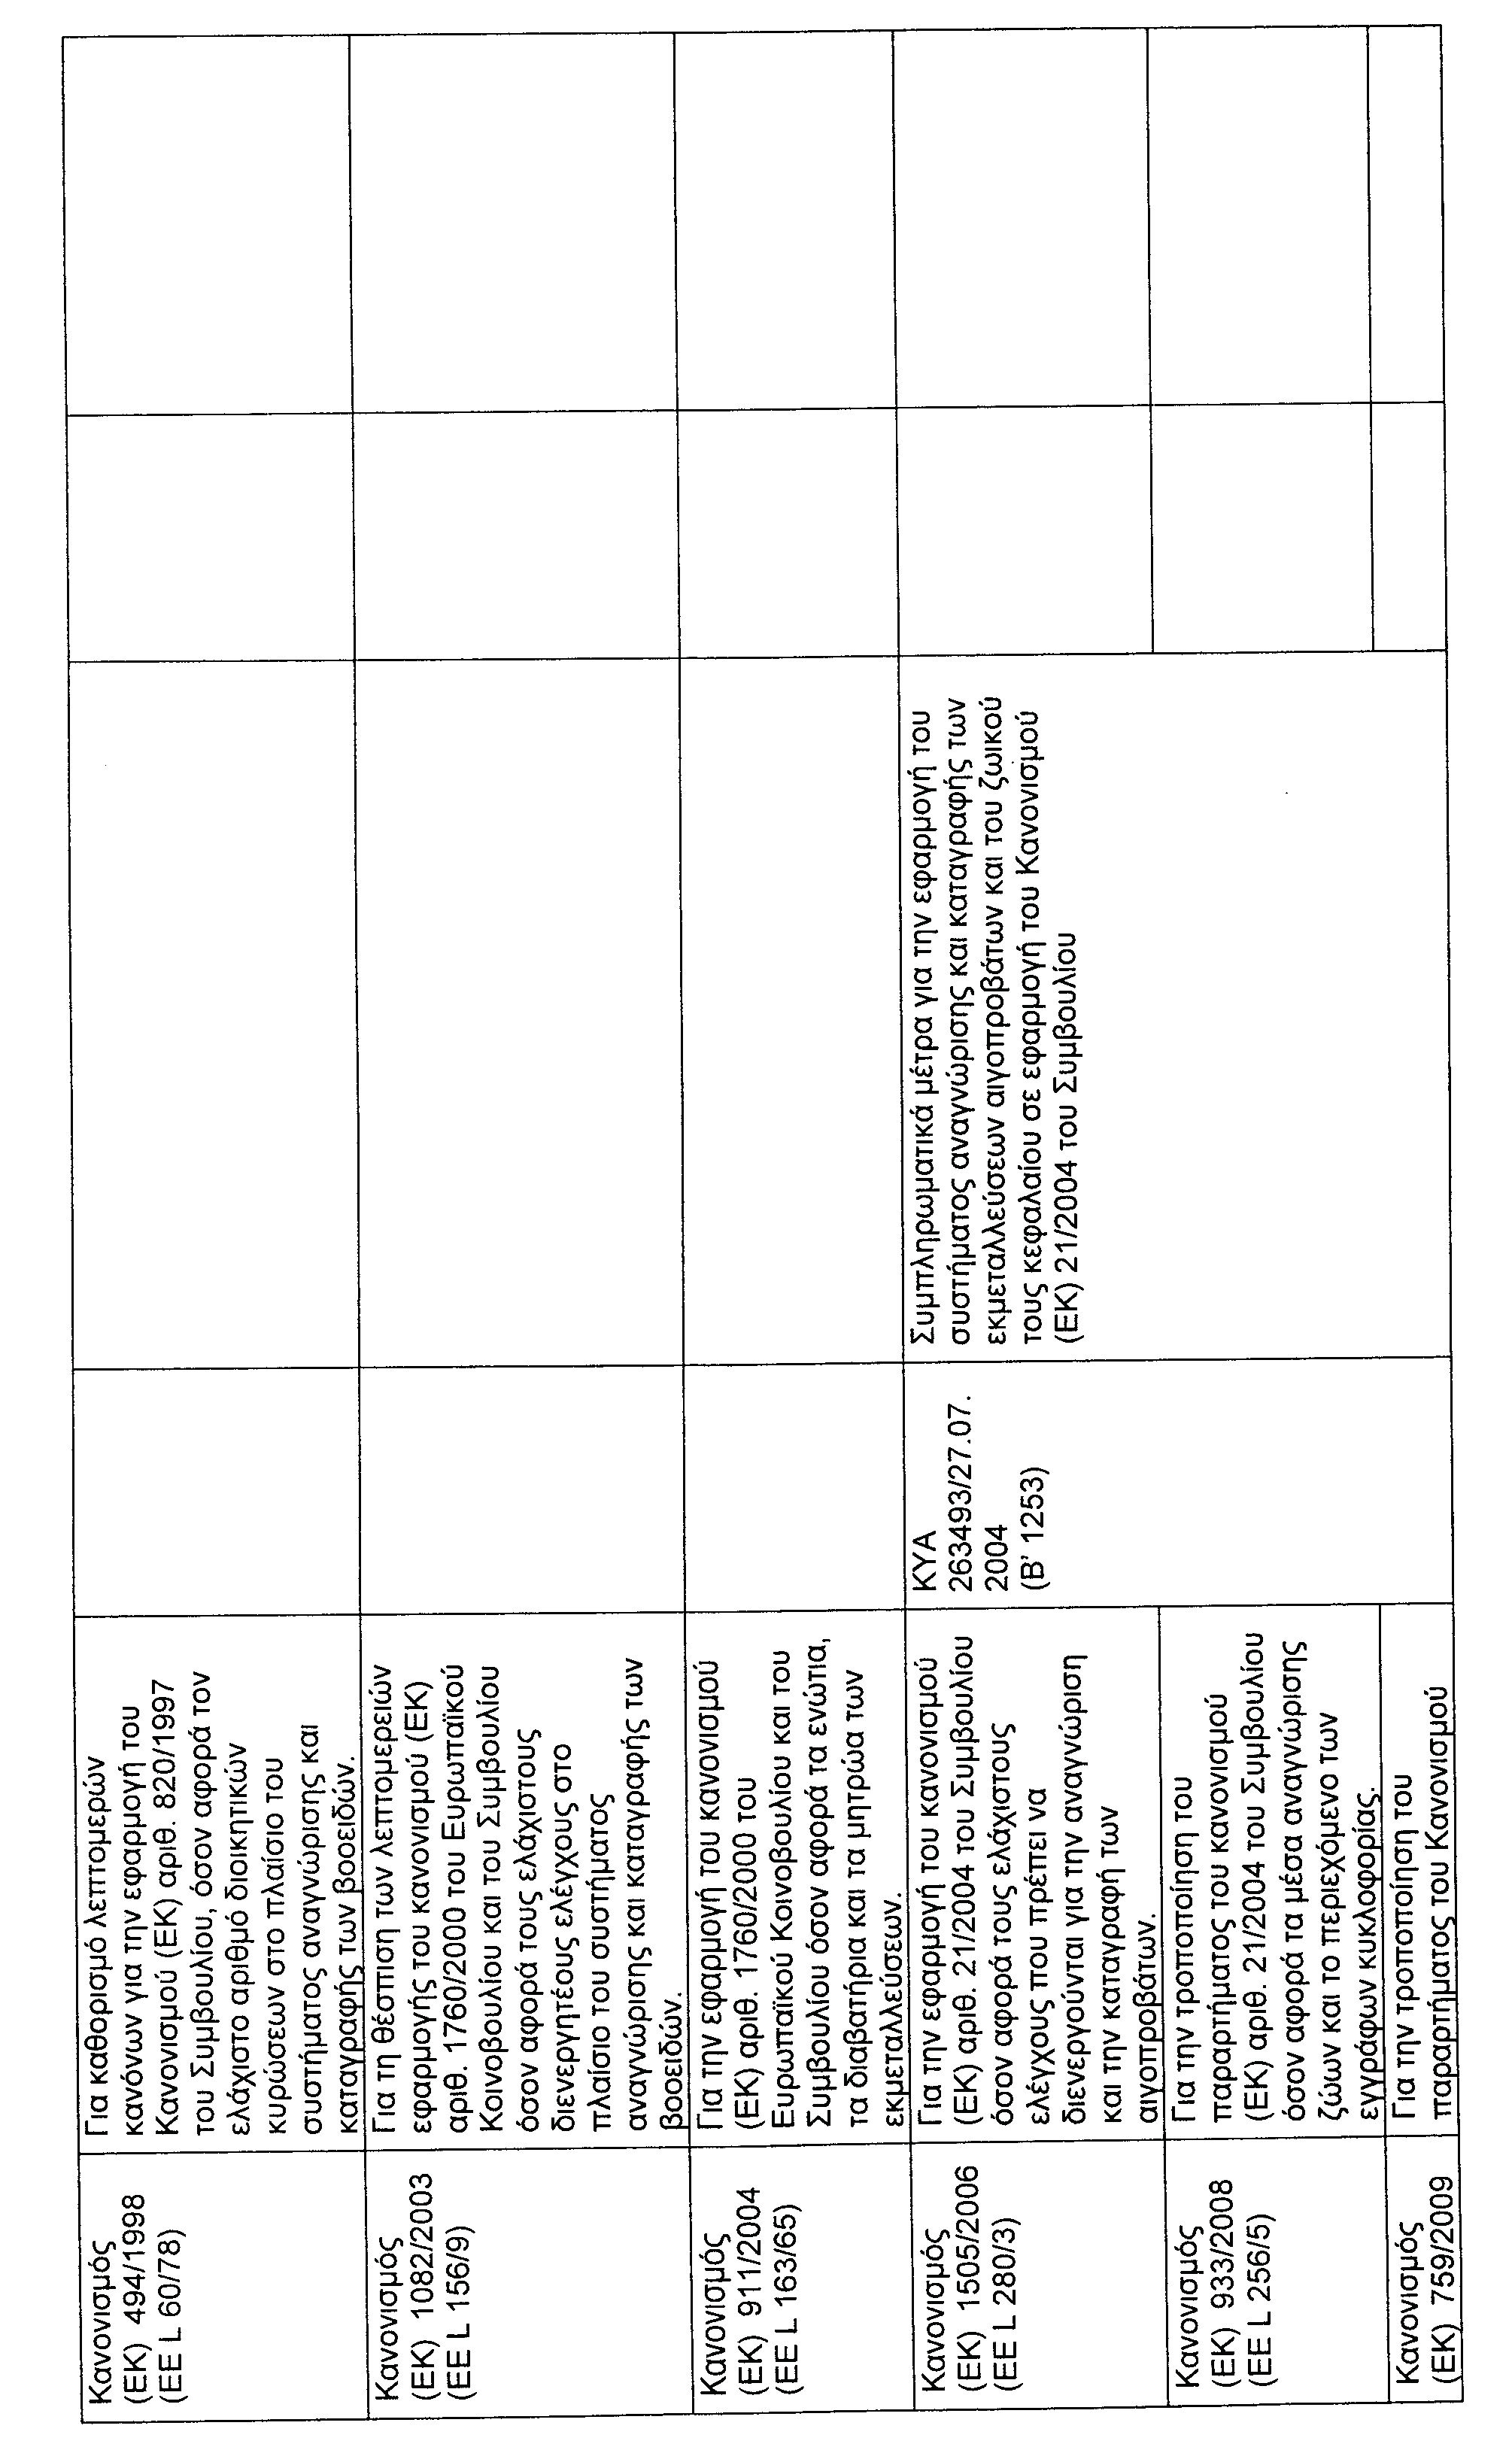 Κανονισμός
(ΕΚ) 494/1998
(ΕΕ L 60/78)
Για καθορισμό λεπτομερών
κανόνων για την εφαρμογή του
Κανονισμού (ΕΚ) αριθ. 820/1997
του Συμβουλίου, όσον αφορά τον
ελάχιστο αριθμό διοικητικών
κυρώσεων στο πλαίσιο του
συστήματος αναγνώρισης και
καταγραφής των βοοειδών.
Κανονισμός
(ΕΚ) 1082/2003
(ΕΕ L 156/9)
Για τη θέσπιση των λεπτομερειών
εφαρμογής του κανονισμού (ΕΚ)
αριθ. 1760/2000 του Ευρωπαϊκού
Κοινοβουλίου και του Συμβουλίου
όσον αφορά τους ελάχιστους
διενεργητέους ελέγχους στο
πλαίσιο του συστήματος
αναγνώρισης και καταγραφής των
βοοειδών.
Κανονισμός
(ΕΚ) 911/2004
(ΕΕ L 163/65)
Για την εφαρμογή του κανονισμού
(ΕΚ) αριθ. 1760/2000 του
Ευρωπαϊκού Κοινοβουλίου και του
Συμβουλίου όσον αφορά τα ενώτια,
τα διαβατήρια και τα μητρώα των
εκμεταλλεύσεων.
Κανονισμός
(ΕΚ) 1505/2006
(ΕΕ L 280/3)
Για την εφαρμογή του κανονισμού
(ΕΚ) αριθ. 21/2004 του Συμβουλίου
όσον αφορά τους ελάχιστους
ελέγχους που πρέπει να
διενεργούνται για την αναγνώριση
και την καταγραφή των
αιγοπροβάτων.
ΚΥΑ
263493/27.07.
2004
(Β' 1253)
Συμπληρωματικά μέτρα για την εφαρμογή του
συστήματος αναγνώρισης και καταγραφής των
εκμεταλλεύσεων αιγοπροβάτων και του ζωικού
τους κεφαλαίου σε εφαρμογή του Κανονισμού
(ΕΚ) 21/2004 του Συμβουλίου
Κανονισμός
(ΕΚ) 933/2008
(ΕΕ L 256/5)
Για την τροποποίηση του
παραρτήματος του κανονισμού
(ΕΚ) αριθ. 21/2004 του Συμβουλίου
όσον αφορά τα μέσα αναγνώρισης
ζώων και το περιεχόμενο των
εγγράφων κυκλοφορίας.
Κανονισμός
(ΕΚ) 759/2009
Για την τροποποίηση του
παραρτήματος του Κανονισμού